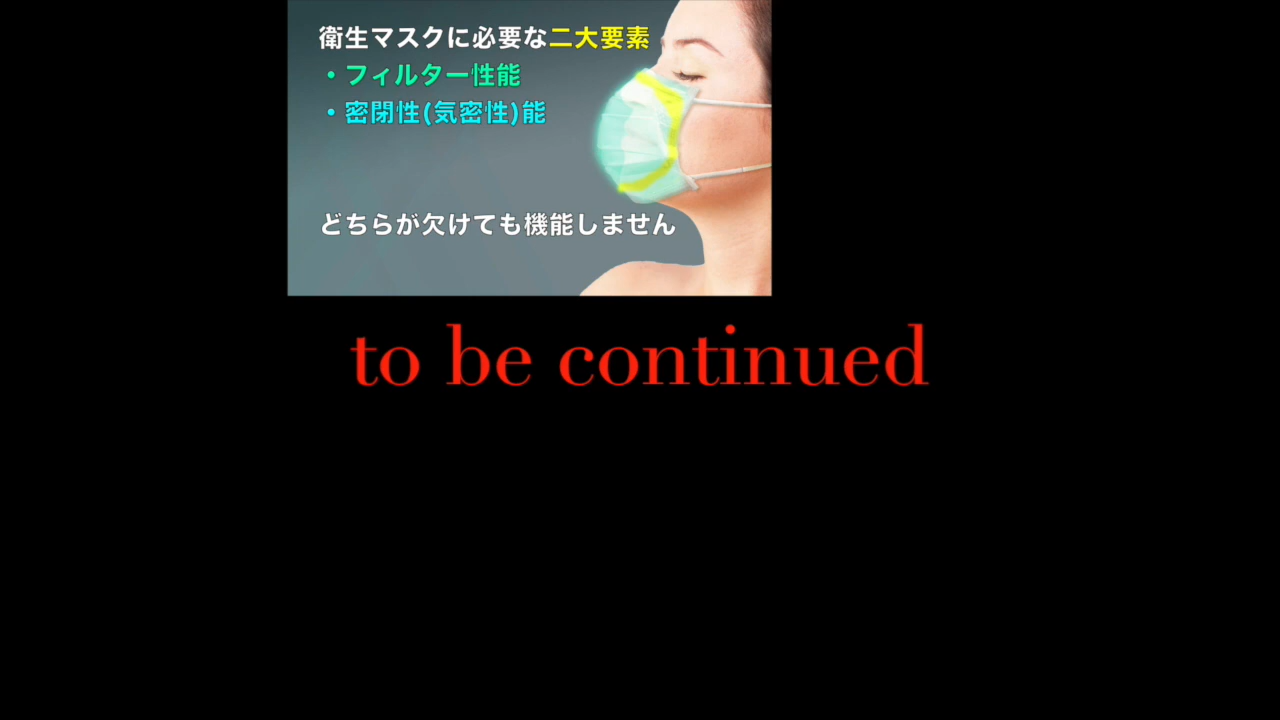 衛生マスクに必要な二大要素
・フィルター性能
・密閉性(気密性)能
どちらが欠けても機能しません
to be continued